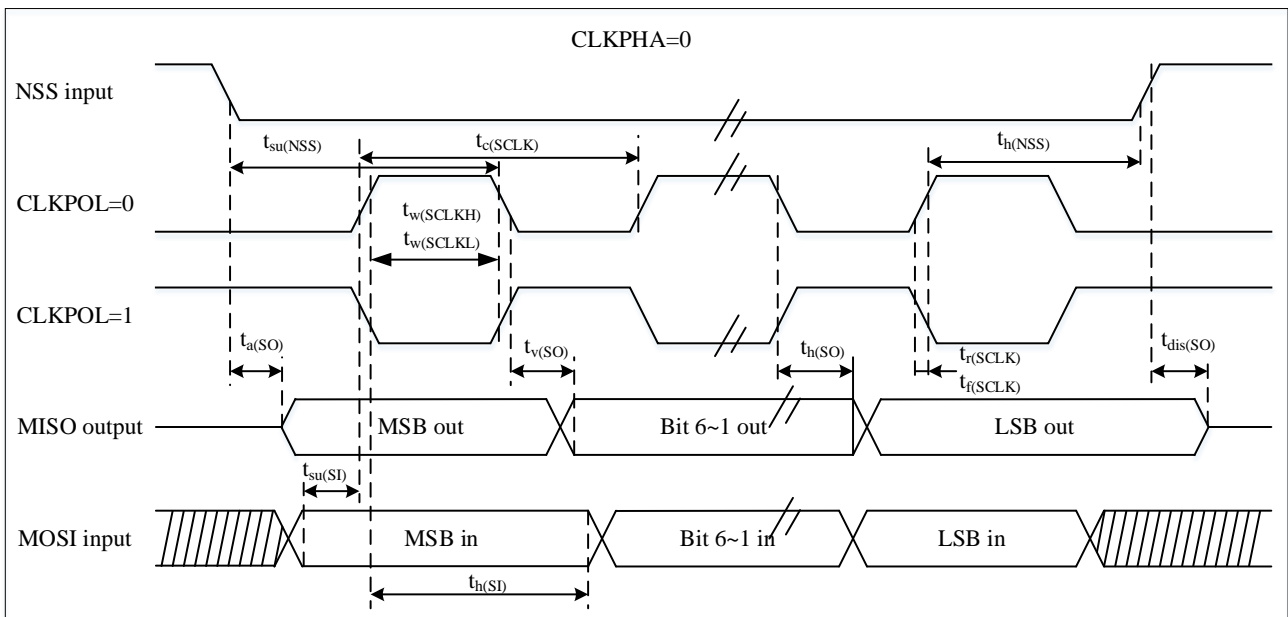 CLKPHA=0
NSS input
tsu(NSS)
tc(SCLK)
th(NSS)
CLKPOL=0
tw(SCLKH)
tw(SCLKL)
CLKPOL=1
ta(SO)
tv(SO)
th(SO)
tr(SCLK)
tf(SCLK)
tdis(SO)
MISO output
MSB out
Bit 6~1 out
LSB out
tsu(SI)
MOSI input
MSB in
Bit 6~1 in
LSB in
th(SI)